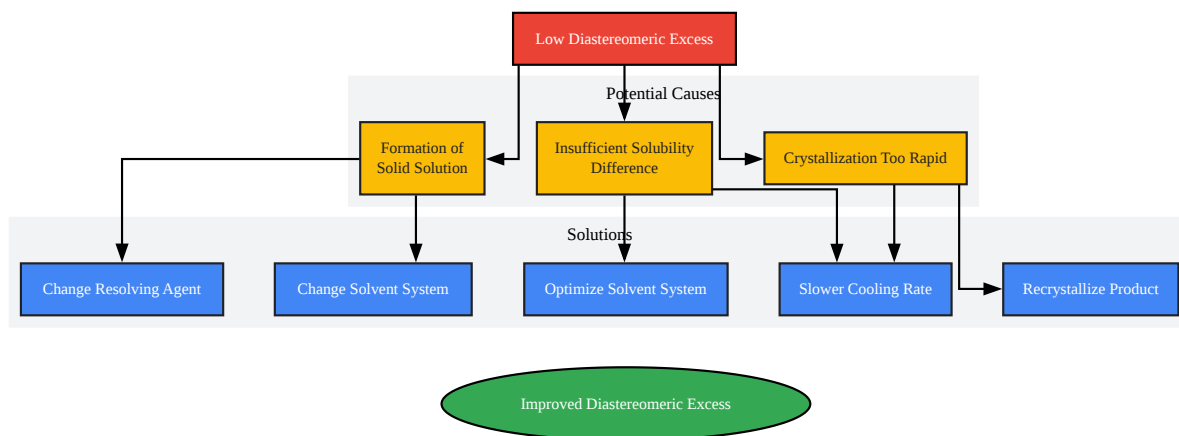 Low Diastereomeric Excess
Potential Causes
Formation of
Solid Solution
Insufficient Solubility
Difference
Crystallization Too Rapid
Solutions
Change Resolving Agent
Change Solvent System
Optimize Solvent System
Slower Cooling Rate
Recrystallize Product
Improved Diastereomeric Excess